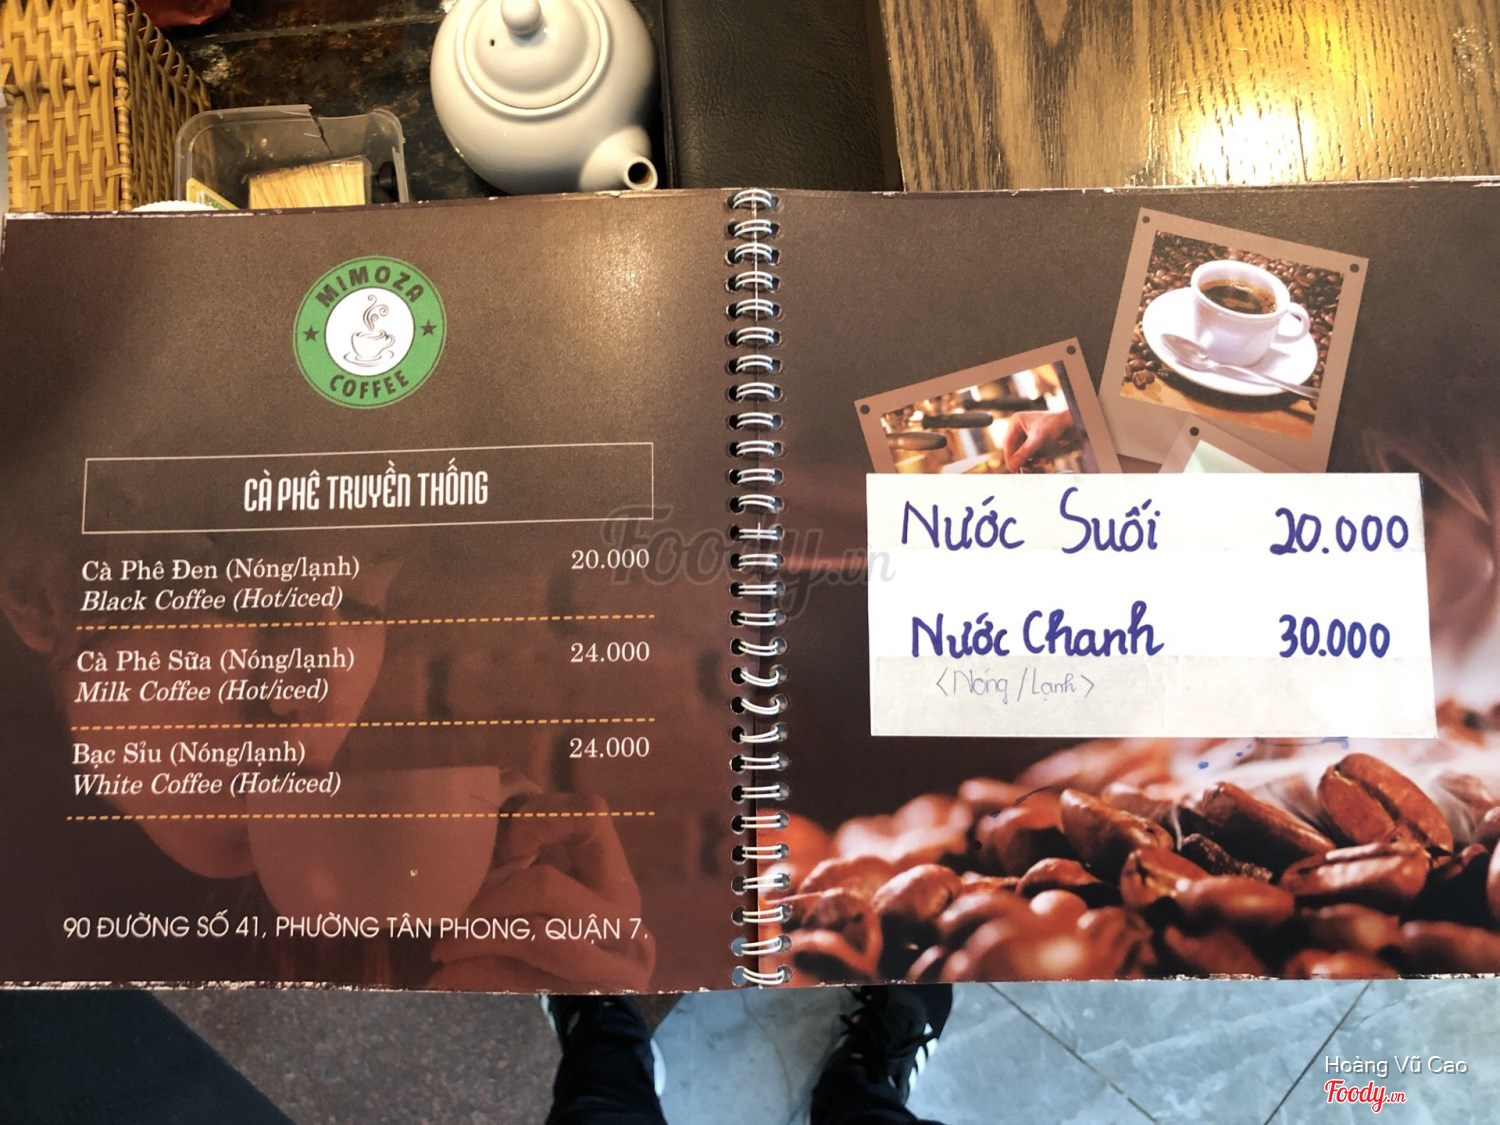 MIMOZA
COFFEE
CÀ PHÊ TRUYỀN THỐNG
Cà Phê Đen (Nóng/lạnh) 20.000
Black Coffee (Hot/iced)
Cà Phê Sữa (Nóng/lạnh) 24.000
Milk Coffee (Hot/iced)
Bạc Sỉu (Nóng/lạnh) 24.000
White Coffee (Hot/iced)
90 ĐƯỜNG SỐ 41, PHƯỜNG TÂN PHONG, QUẬN 7.
Nước Suối 20.000
Nước Chanh 30.000
<Nóng/Lạnh>
Foody.vn
Hoàng Vũ Cao
Foody.vn